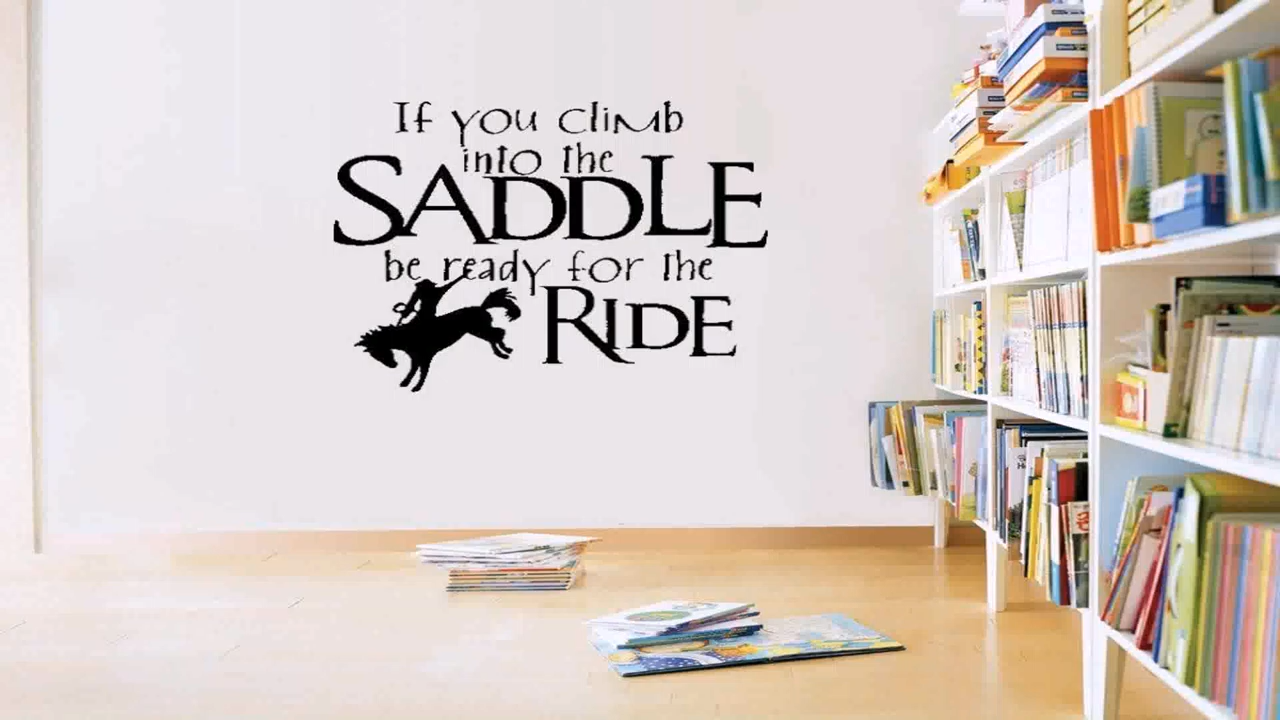 If you climb
into the
SADDLE
be ready for the
RIDE